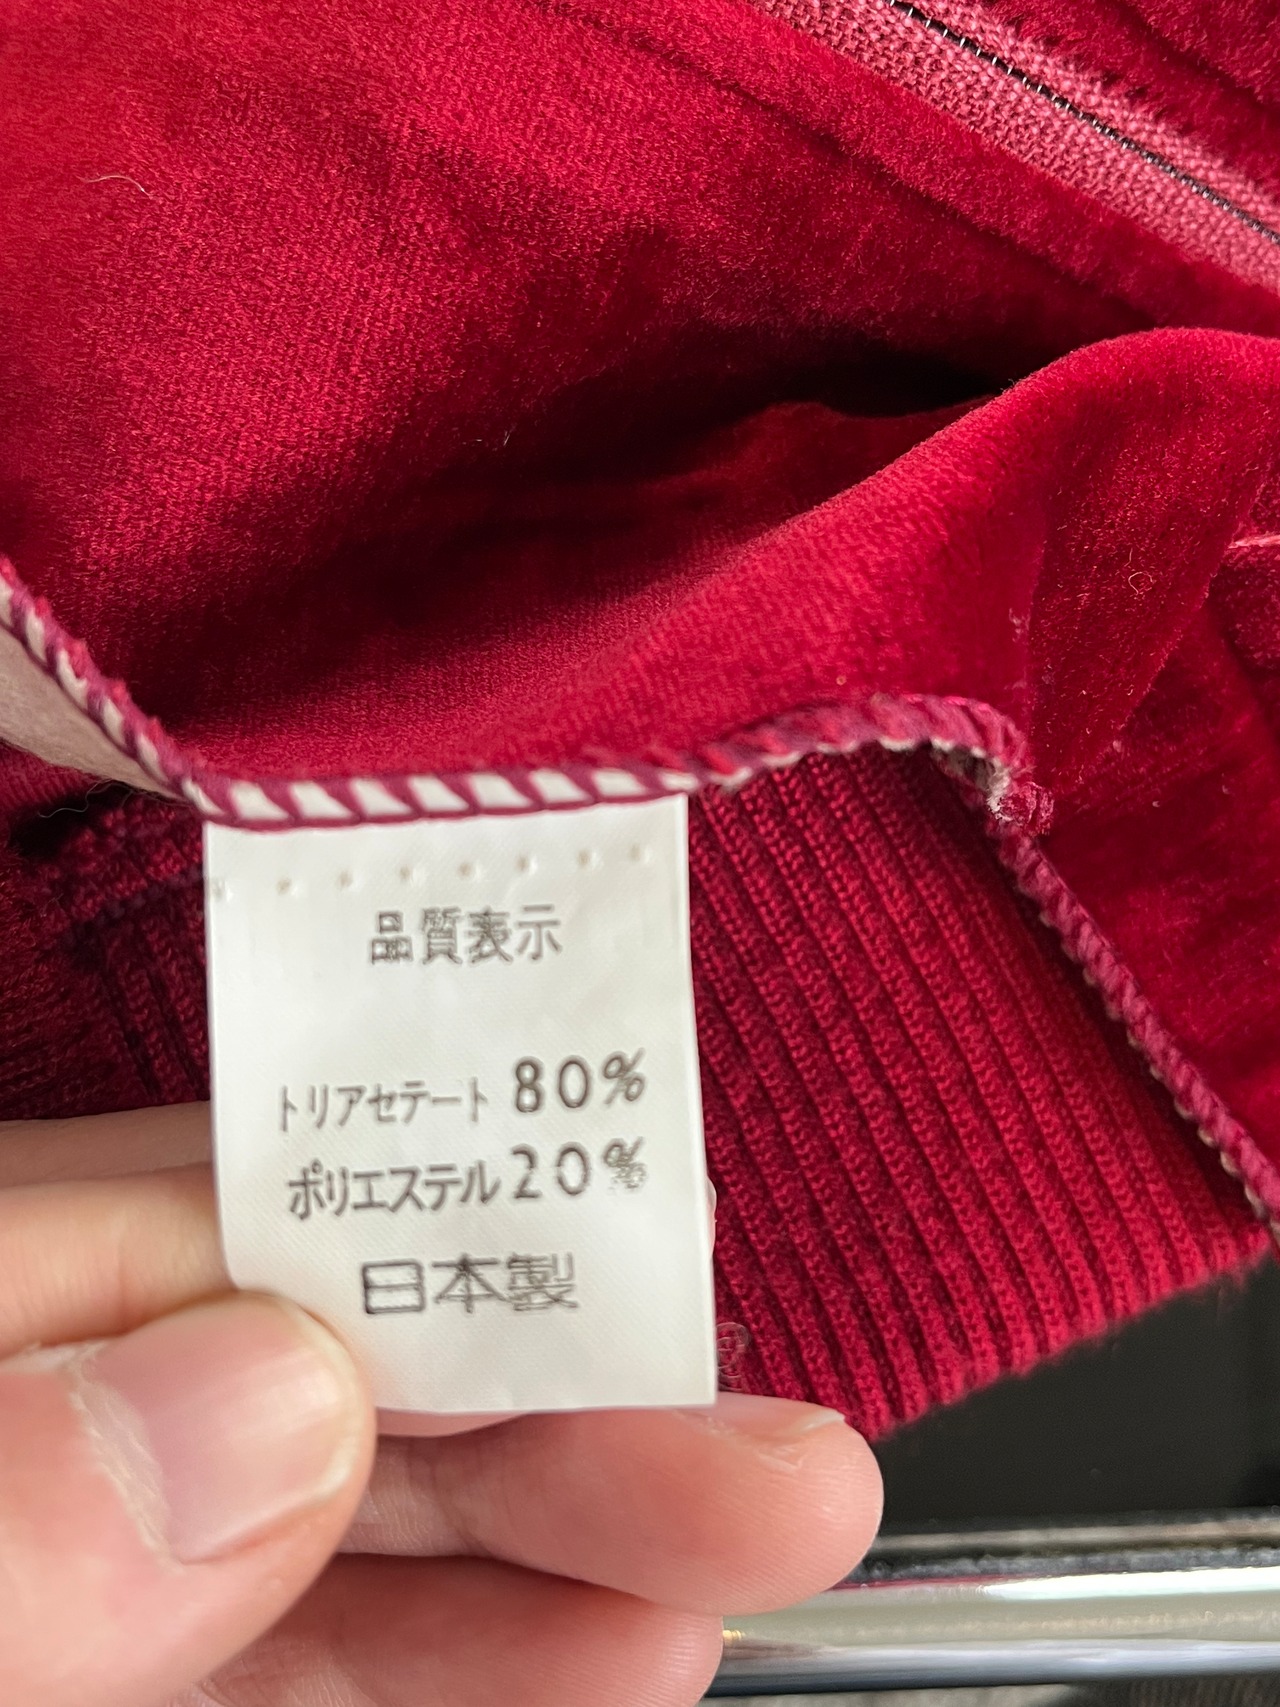 品質表示
トリアセテート 80%
ポリエステル 20%
日本製